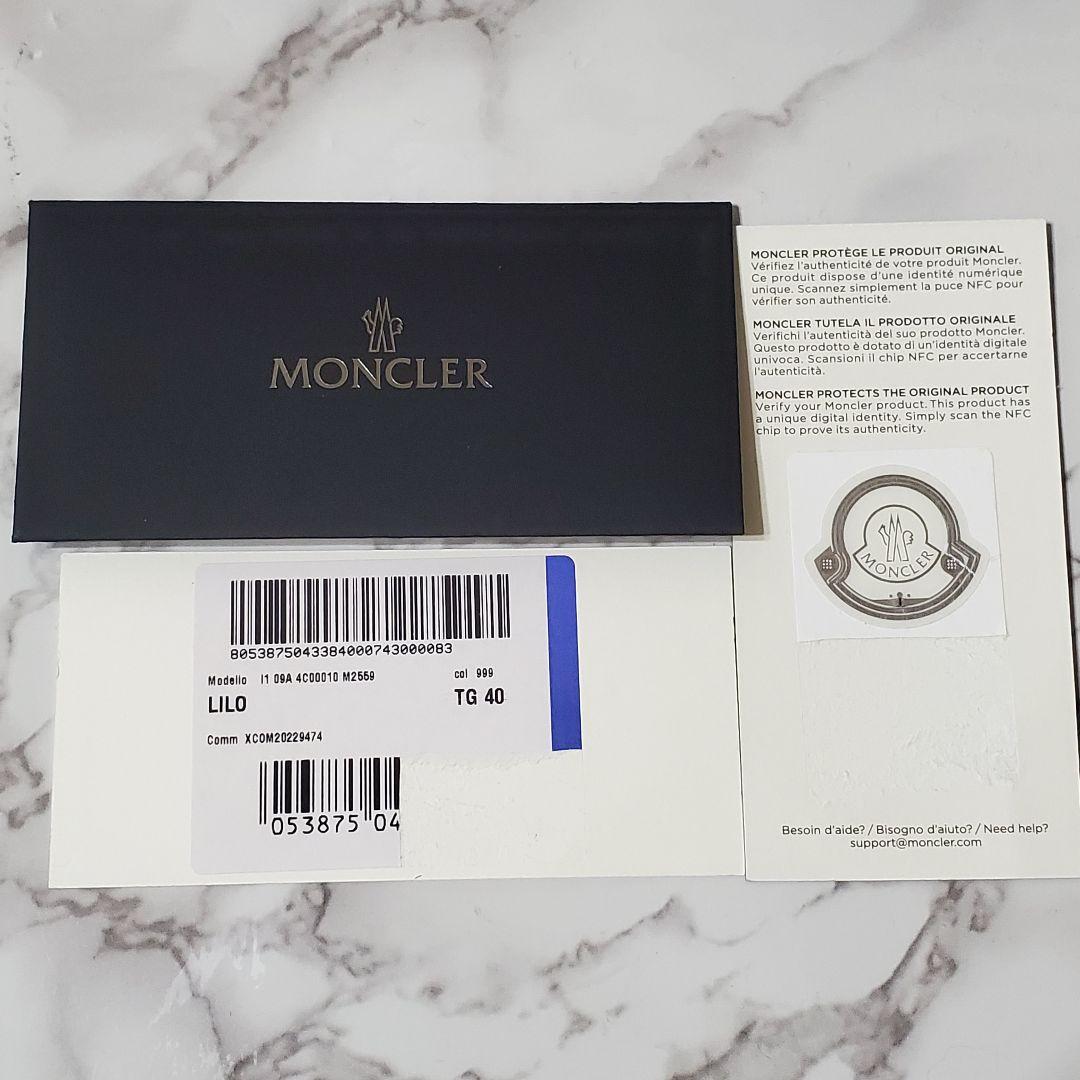 MONCLER
MONCLER PROTÈGE LE PRODUIT ORIGINAL
Vérifiez l'authenticité de votre produit Moncler.
Ce produit dispose d'une identité numérique
unique. Scannez simplement la puce NFC pour
vérifier son authenticité.
MONCLER TUTELA IL PRODOTTO ORIGINALE
Verifichi l'autenticità del suo prodotto Moncler.
Questo prodotto è dotato di un'identità digitale
univoca. Scansioni il chip NFC per accertarne
l'autenticità.
MONCLER PROTECTS THE ORIGINAL PRODUCT
Verify your Moncler product. This product has
a unique digital identity. Simply scan the NFC
chip to prove its authenticity.
MONCLER
Besoin d'aide? / Bisogno d'aiuto? / Need help?
support@moncler.com
8053875043384000743000083
Modello I1 09A 4C00010 M2559 col 999
LILO TG 40
Comm XCOM20229474
053875 04